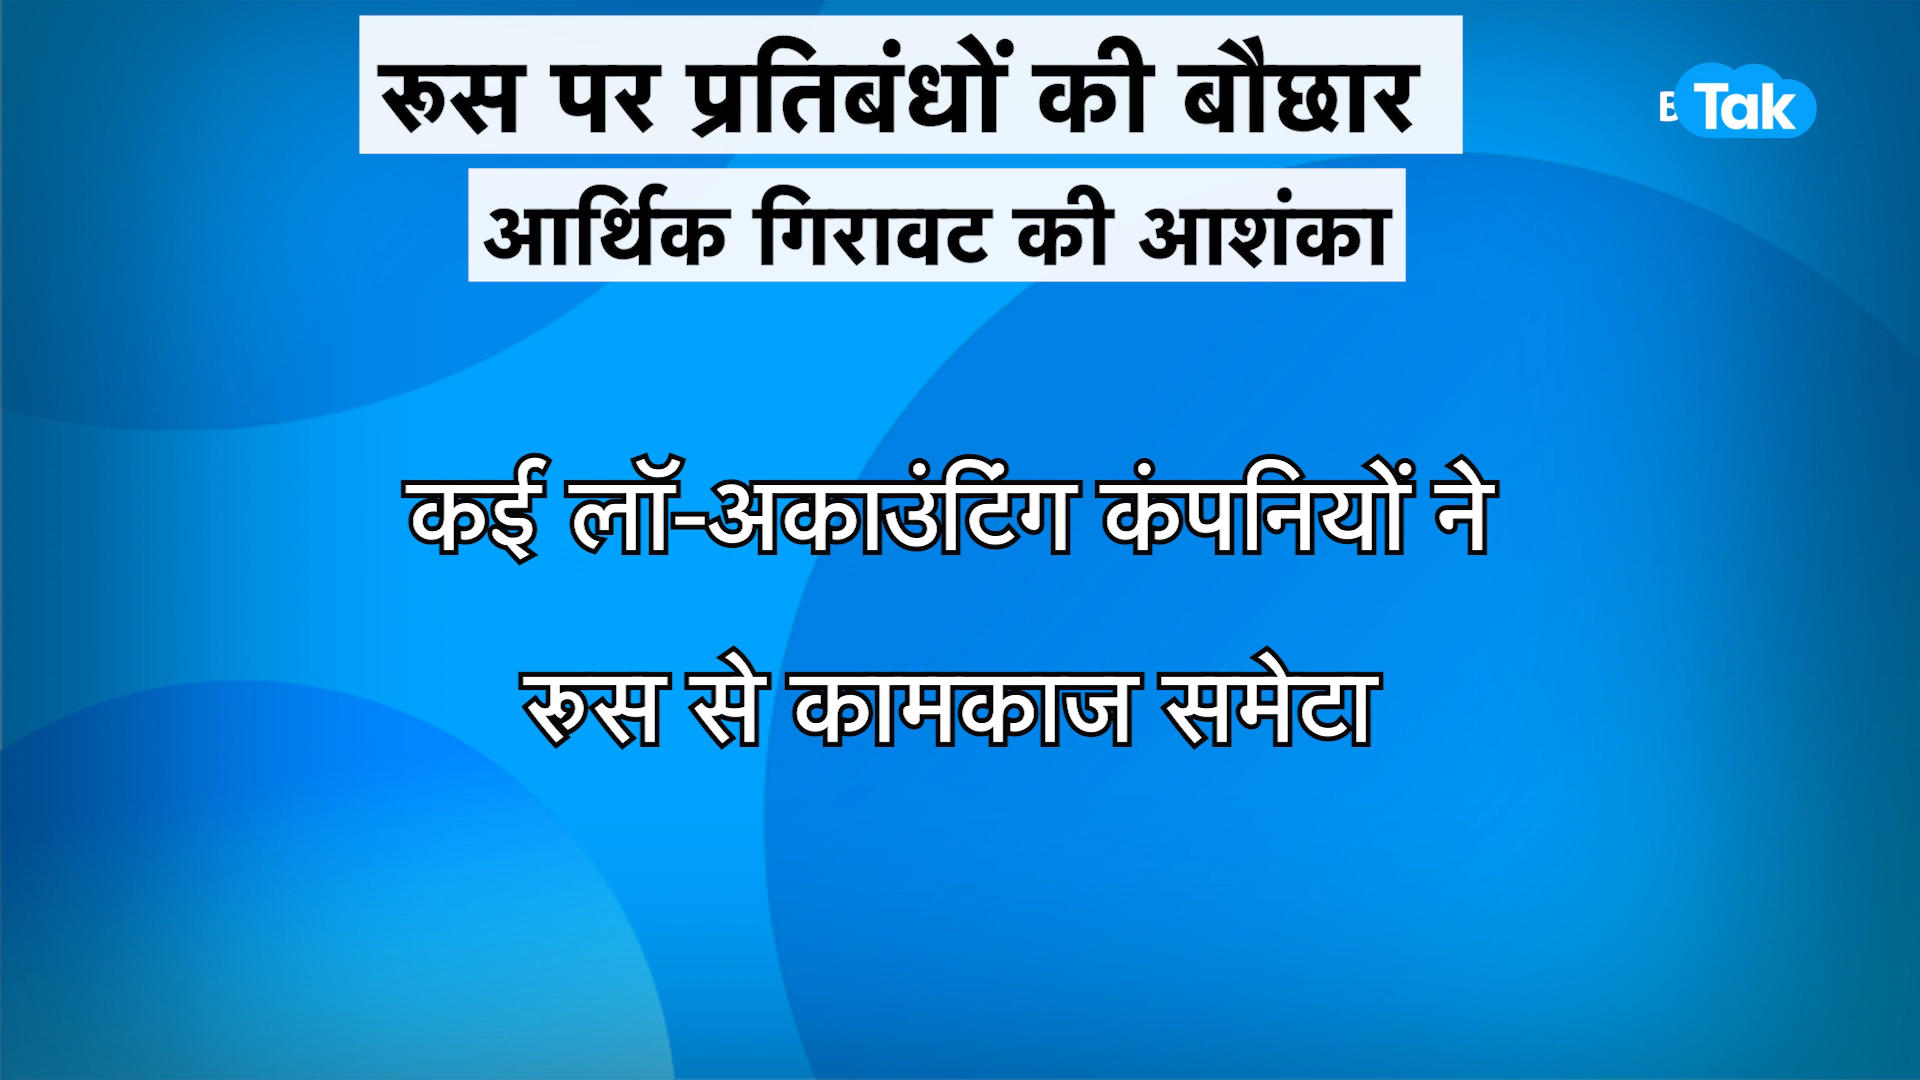 रूस पर प्रतिबंधों की बौछार
Tak
आर्थिक गिरावट की आशंका
कई लॉ-अकाउंटिंग कंपनियों ने
रूस से कामकाज समेटा